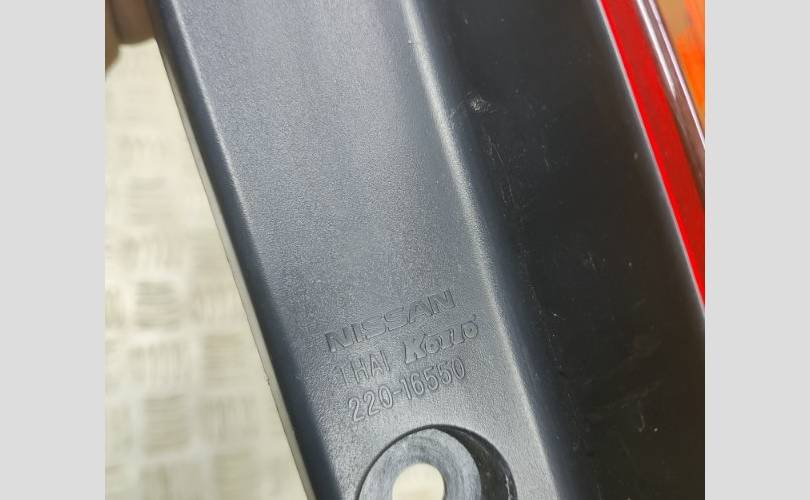 NISSAN
THAI KOITO
220-16550